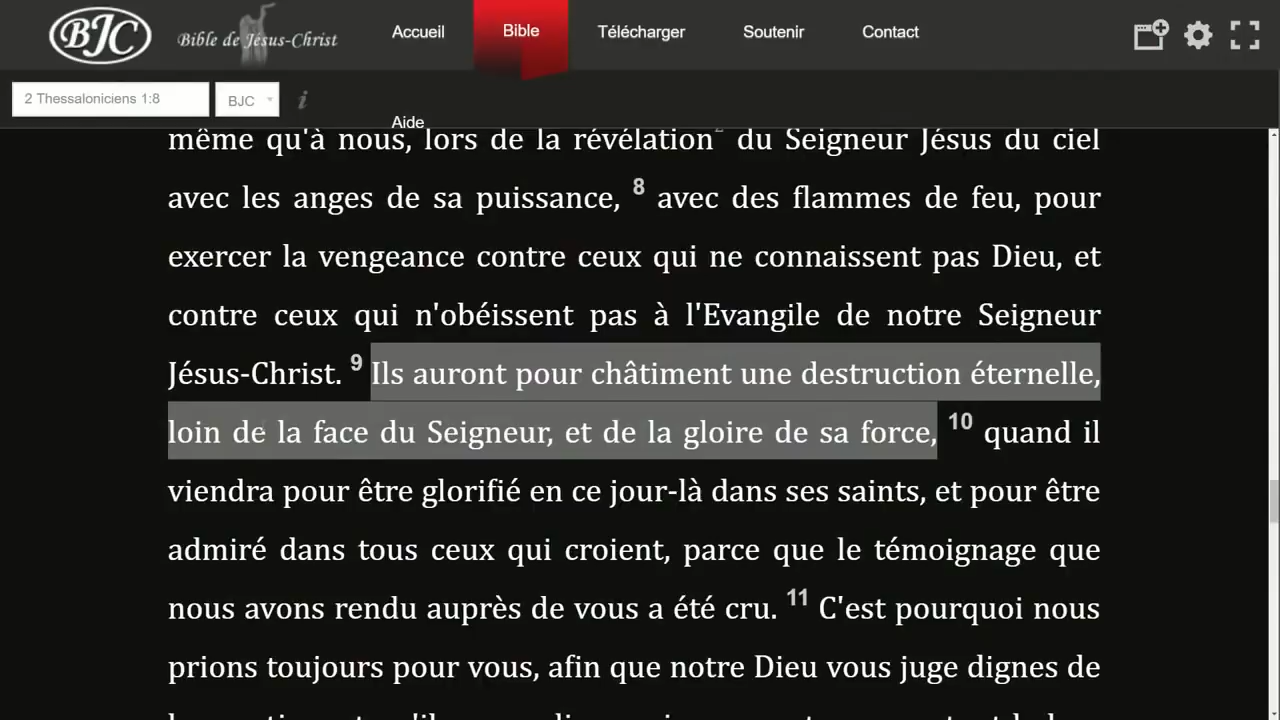 BJC Bible de Jésus-Christ Accueil Bible Télécharger Soutenir Contact
2 Thessaloniciens 1:8 BJC i
Aide
même qu'à nous, lors de la révélation² du Seigneur Jésus du ciel
avec les anges de sa puissance, 8 avec des flammes de feu, pour
exercer la vengeance contre ceux qui ne connaissent pas Dieu, et
contre ceux qui n'obéissent pas à l'Evangile de notre Seigneur
Jésus-Christ. 9 Ils auront pour châtiment une destruction éternelle,
loin de la face du Seigneur, et de la gloire de sa force, 10 quand il
viendra pour être glorifié en ce jour-là dans ses saints, et pour être
admiré dans tous ceux qui croient, parce que le témoignage que
nous avons rendu auprès de vous a été cru. 11 C'est pourquoi nous
prions toujours pour vous, afin que notre Dieu vous juge dignes de